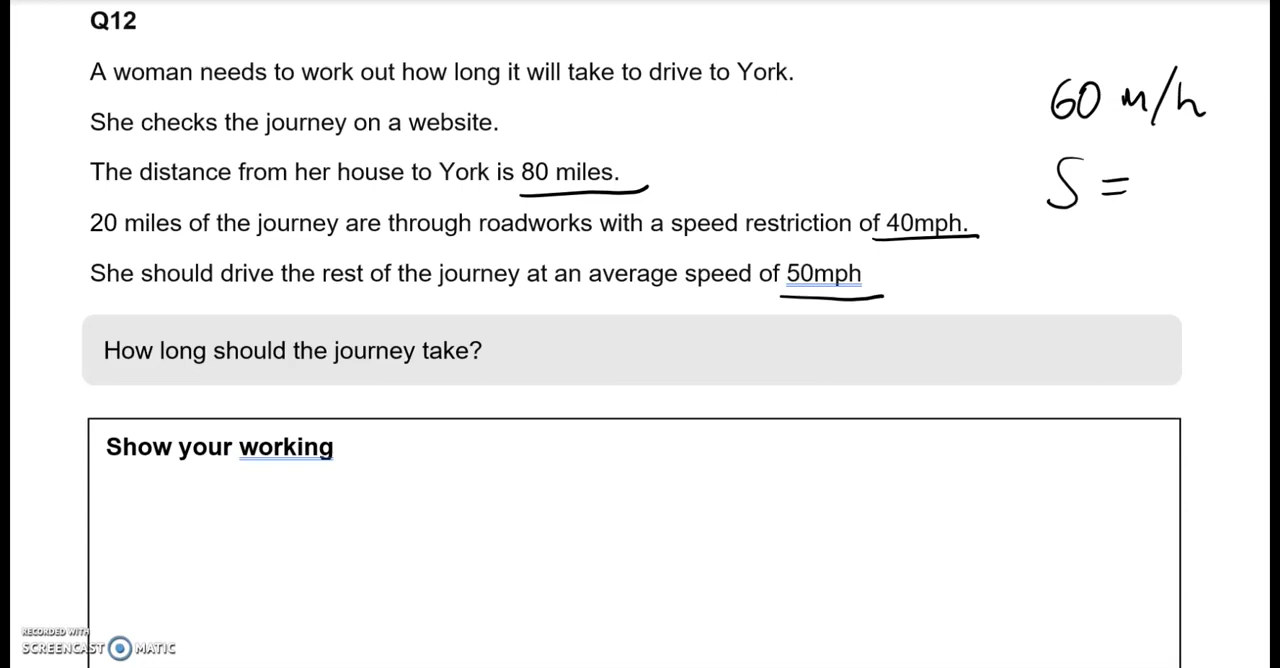 Q12
A woman needs to work out how long it will take to drive to York.
She checks the journey on a website.
60 m/h
The distance from her house to York is 80 miles.
S =
20 miles of the journey are through roadworks with a speed restriction of 40mph.
She should drive the rest of the journey at an average speed of 50mph
How long should the journey take?
Show your working
RECORDED WITH
SCREENCAST MATIC